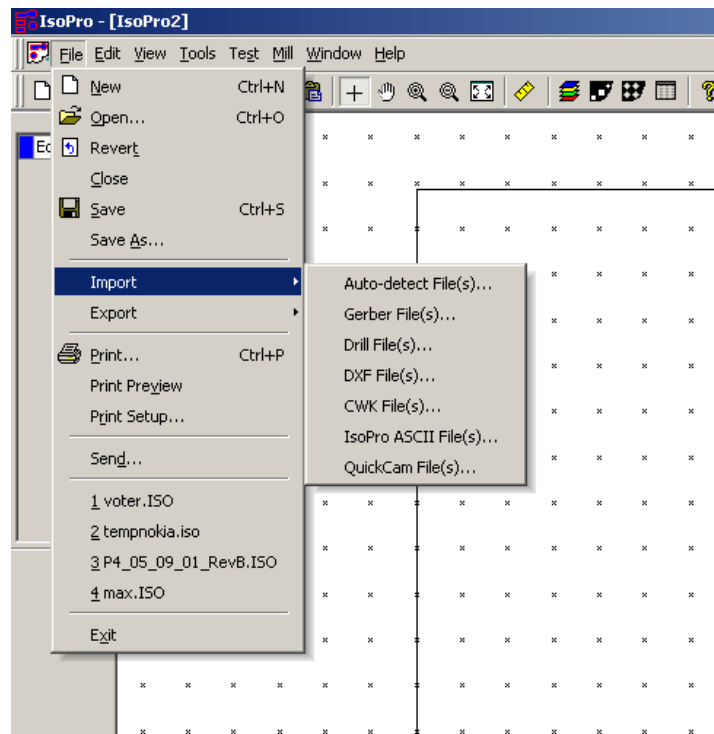 IsoPro - [IsoPro2]
File Edit View Tools Test Mill Window Help
New Ctrl+N
Open... Ctrl+O
Revert
Close
Save Ctrl+S
Save As...
Import
Export
Print... Ctrl+P
Print Preview
Print Setup...
Send...
1 voter.ISO
2 tempnokia.iso
3 P4_05_09_01_RevB.ISO
4 max.ISO
Exit
Auto-detect File(s)...
Gerber File(s)...
Drill File(s)...
DXF File(s)...
CWK File(s)...
IsoPro ASCII File(s)...
QuickCam File(s)...